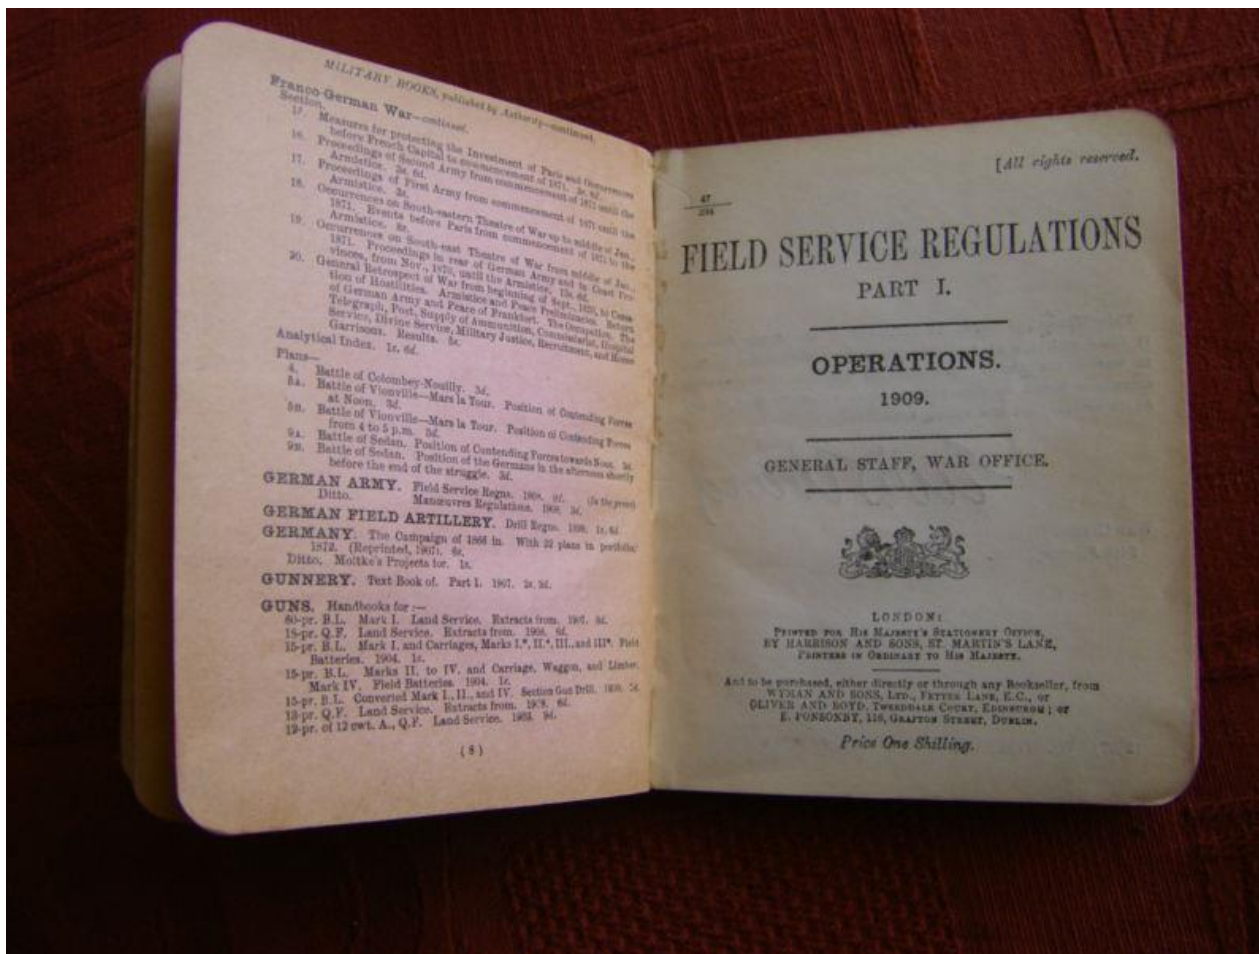 MILITARY BOOKS, published by Authority—continued.
Franco-German War—continued.
Section.
Measures for protecting the Investment of Paris and Occurrences
before French Capital to commencement of 1871.
16. Proceedings of Second Army from commencement of 1871 until the
Armistice. 3s. 6d.
17. Proceedings of First Army from commencement of 1871 until the
Armistice. 3s.
18. Occurrences on South-eastern Theatre of War up to middle of Jan.,
1871. Events before Paris from commencement of 1871 to the
Armistice.
19. Occurrences on South-east Theatre of War from middle of Jan.,
1871. Proceedings in rear of German Army and in Coast Pro-
vinces, from Nov., 1870, until the Armistice. 13s. 6d.
20. General Retrospect of War from beginning of Sept., 1870, to Cessa-
tion of Hostilities. Armistice and Peace Preliminaries. Return
of German Army and Peace of Frankfort. The Occupation. The
Telegraph, Post, Supply of Ammunition, Commissariat, Hospital
Service, Divine Service, Military Justice, Recruitment, and Home
Garrisons. Results. 5s.
Analytical Index. 1s. 6d.
Plans—
4. Battle of Colombey-Nouilly. 3d.
5A. Battle of Vionville—Mars la Tour. Position of Contending Forces
at Noon. 3d.
5B. Battle of Vionville—Mars la Tour. Position of Contending Forces
from 4 to 5 p.m. 3d.
9A. Battle of Sedan. Position of Contending Forces towards Noon. 3d.
9B. Battle of Sedan. Position of the Germans in the afternoon shortly
before the end of the struggle. 3d.
GERMAN ARMY. Field Service Regns. 1908. (In the press)
Ditto. Manœuvres Regulations. 1908. 3d.
GERMAN FIELD ARTILLERY. Drill Regns. 1s. 6d.
GERMANY. The Campaign of 1866 in. With 22 plans in portfolio.
1872. (Reprinted, 1907). 6s.
Ditto. Moltke's Projects for. 1s.
GUNNERY. Text Book of. Part I. 1907.
GUNS. Handbooks for:—
60-pr. B.L. Mark I. Land Service. Extracts from. 1907.
18-pr. Q.F. Land Service. Extracts from. 6d.
15-pr. B.L. Mark I. and Carriages, Marks I.*, II.*, III., and III*. Field
Batteries. 1904. 1s.
15-pr. B.L. Marks II. to IV. and Carriage, Waggon, and Limber,
Mark IV. Field Batteries. 1904. 1s.
15-pr. B.L. Converted Mark I., II., and IV. Section Gun Drill.
13-pr. Q.F. Land Service. Extracts from. 6d.
12-pr. of 12 cwt. A., Q.F. Land Service. 9d.
(8)
[All rights reserved.
FIELD SERVICE REGULATIONS
PART I.
OPERATIONS.
1909.
GENERAL STAFF, WAR OFFICE.
LONDON:
PRINTED FOR HIS MAJESTY'S STATIONERY OFFICE,
BY HARRISON AND SONS, ST. MARTIN'S LANE,
PRINTERS IN ORDINARY TO HIS MAJESTY.
And to be purchased, either directly or through any Bookseller, from
WYMAN AND SONS, LTD., FETTER LANE, E.C., or
OLIVER AND BOYD, TWEEDDALE COURT, EDINBURGH; or
E. PONSONBY, 116, GRAFTON STREET, DUBLIN.
Price One Shilling.